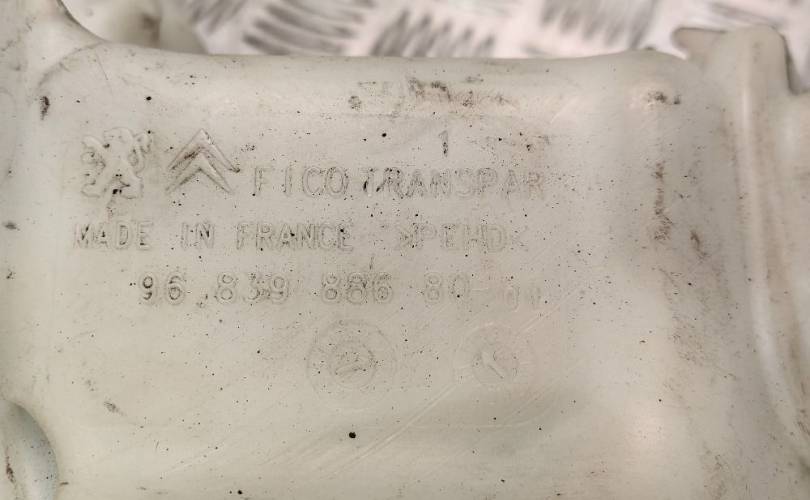 1
FICO TRANSPAR
MADE IN FRANCE >PEHD<
96 839 886 80